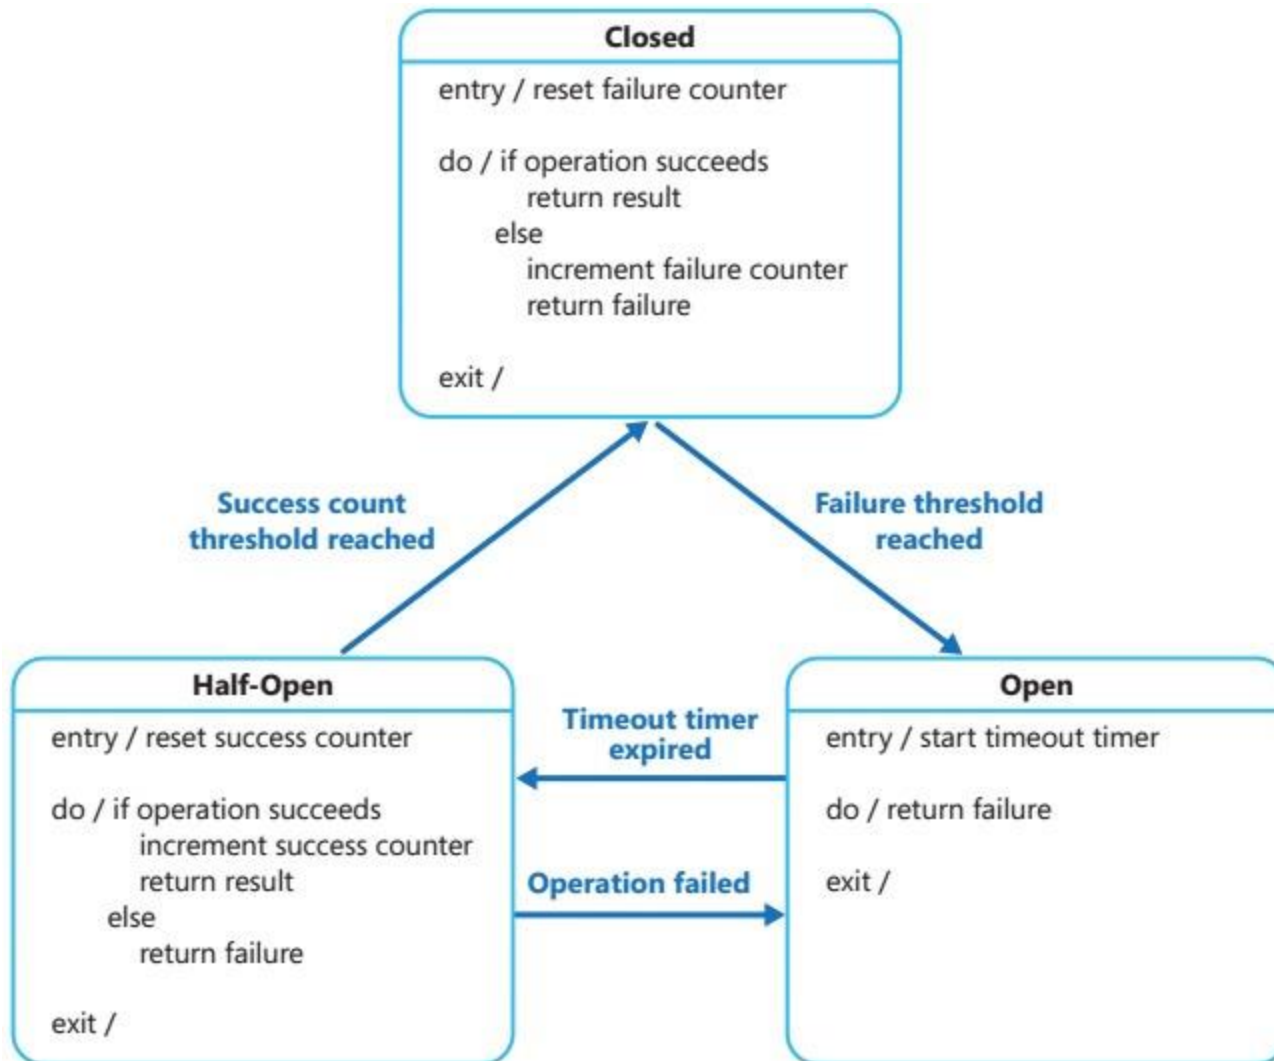 Closed
entry / reset failure counter
do / if operation succeeds
return result
else
increment failure counter
return failure
exit /
Success count
threshold reached
Failure threshold
reached
Half-Open
entry / reset success counter
do / if operation succeeds
increment success counter
return result
else
return failure
exit /
Timeout timer
expired
Operation failed
Open
entry / start timeout timer
do / return failure
exit /